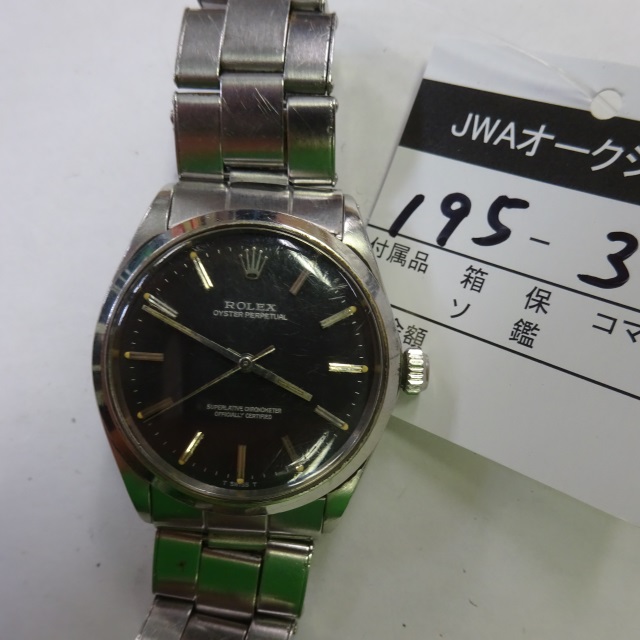 ROLEX
OYSTER PERPETUAL
SUPERLATIVE CHRONOMETER
OFFICIALLY CERTIFIED
JWAオークシ
195-3
付属品 箱 保 コマ
ソ 鑑
金額